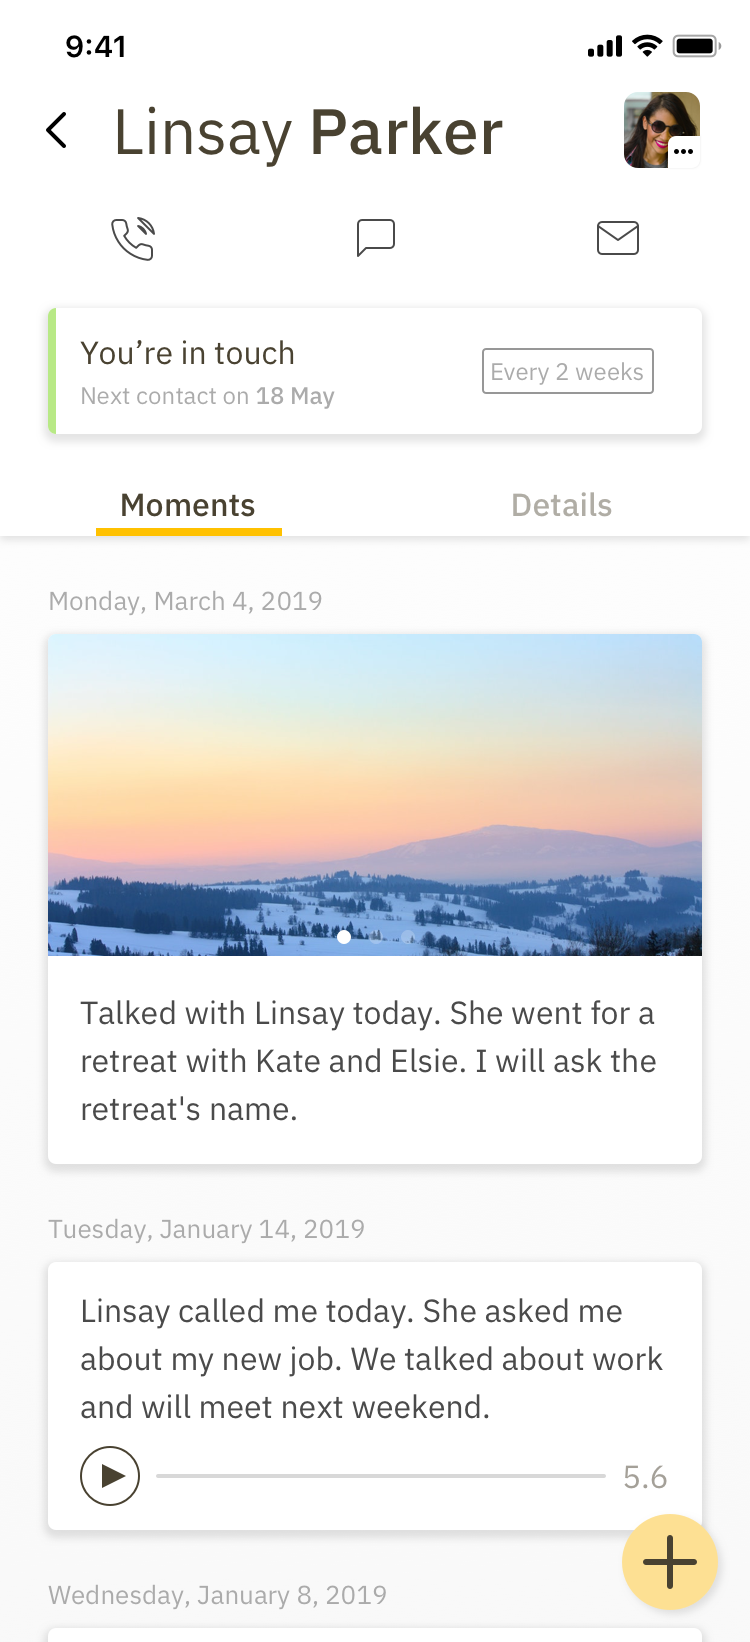 9:41
Linsay Parker
You’re in touch
Next contact on 18 May
Every 2 weeks
Moments
Details
Monday, March 4, 2019
Talked with Linsay today. She went for a
retreat with Kate and Elsie. I will ask the
retreat's name.
Tuesday, January 14, 2019
Linsay called me today. She asked me
about my new job. We talked about work
and will meet next weekend.
5.6
Wednesday, January 8, 2019